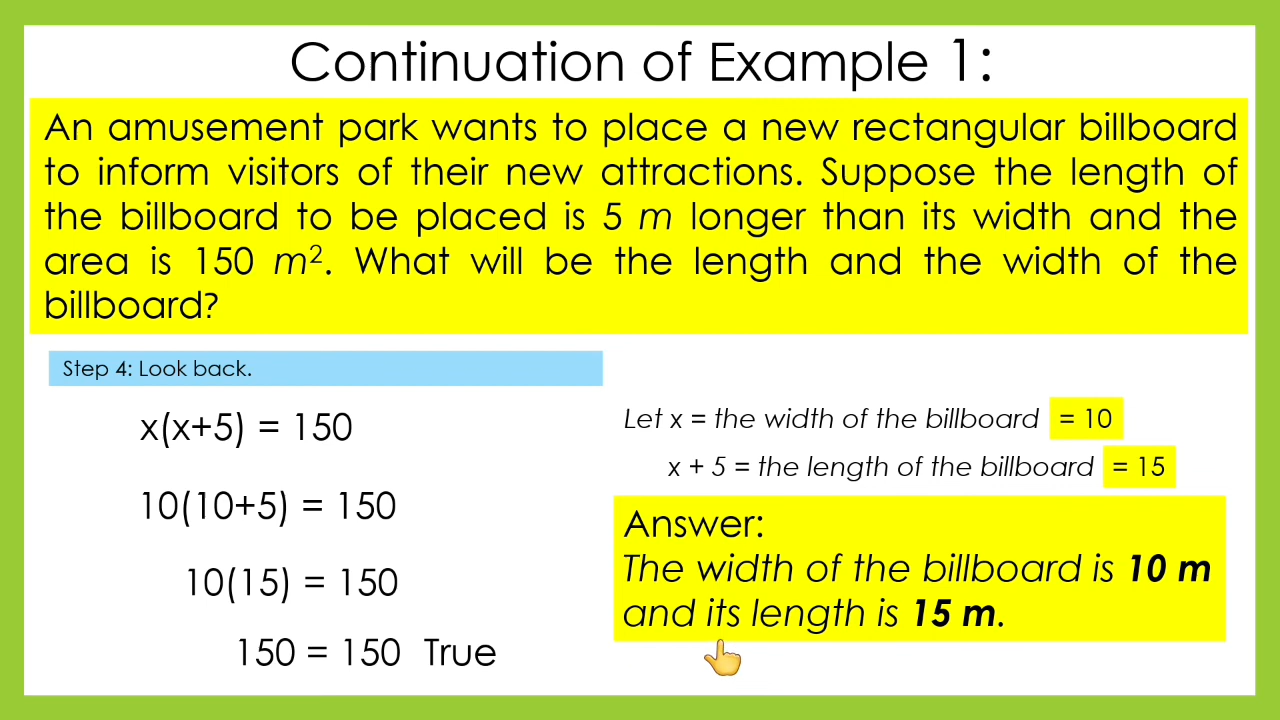 Continuation of Example 1:
An amusement park wants to place a new rectangular billboard
to inform visitors of their new attractions. Suppose the length of
the billboard to be placed is 5 m longer than its width and the
area is 150 m². What will be the length and the width of the
billboard?
Step 4: Look back.
x(x+5) = 150
10(10+5) = 150
10(15) = 150
150 = 150 True
Let x = the width of the billboard = 10
x + 5 = the length of the billboard = 15
Answer:
The width of the billboard is 10 m
and its length is 15 m.